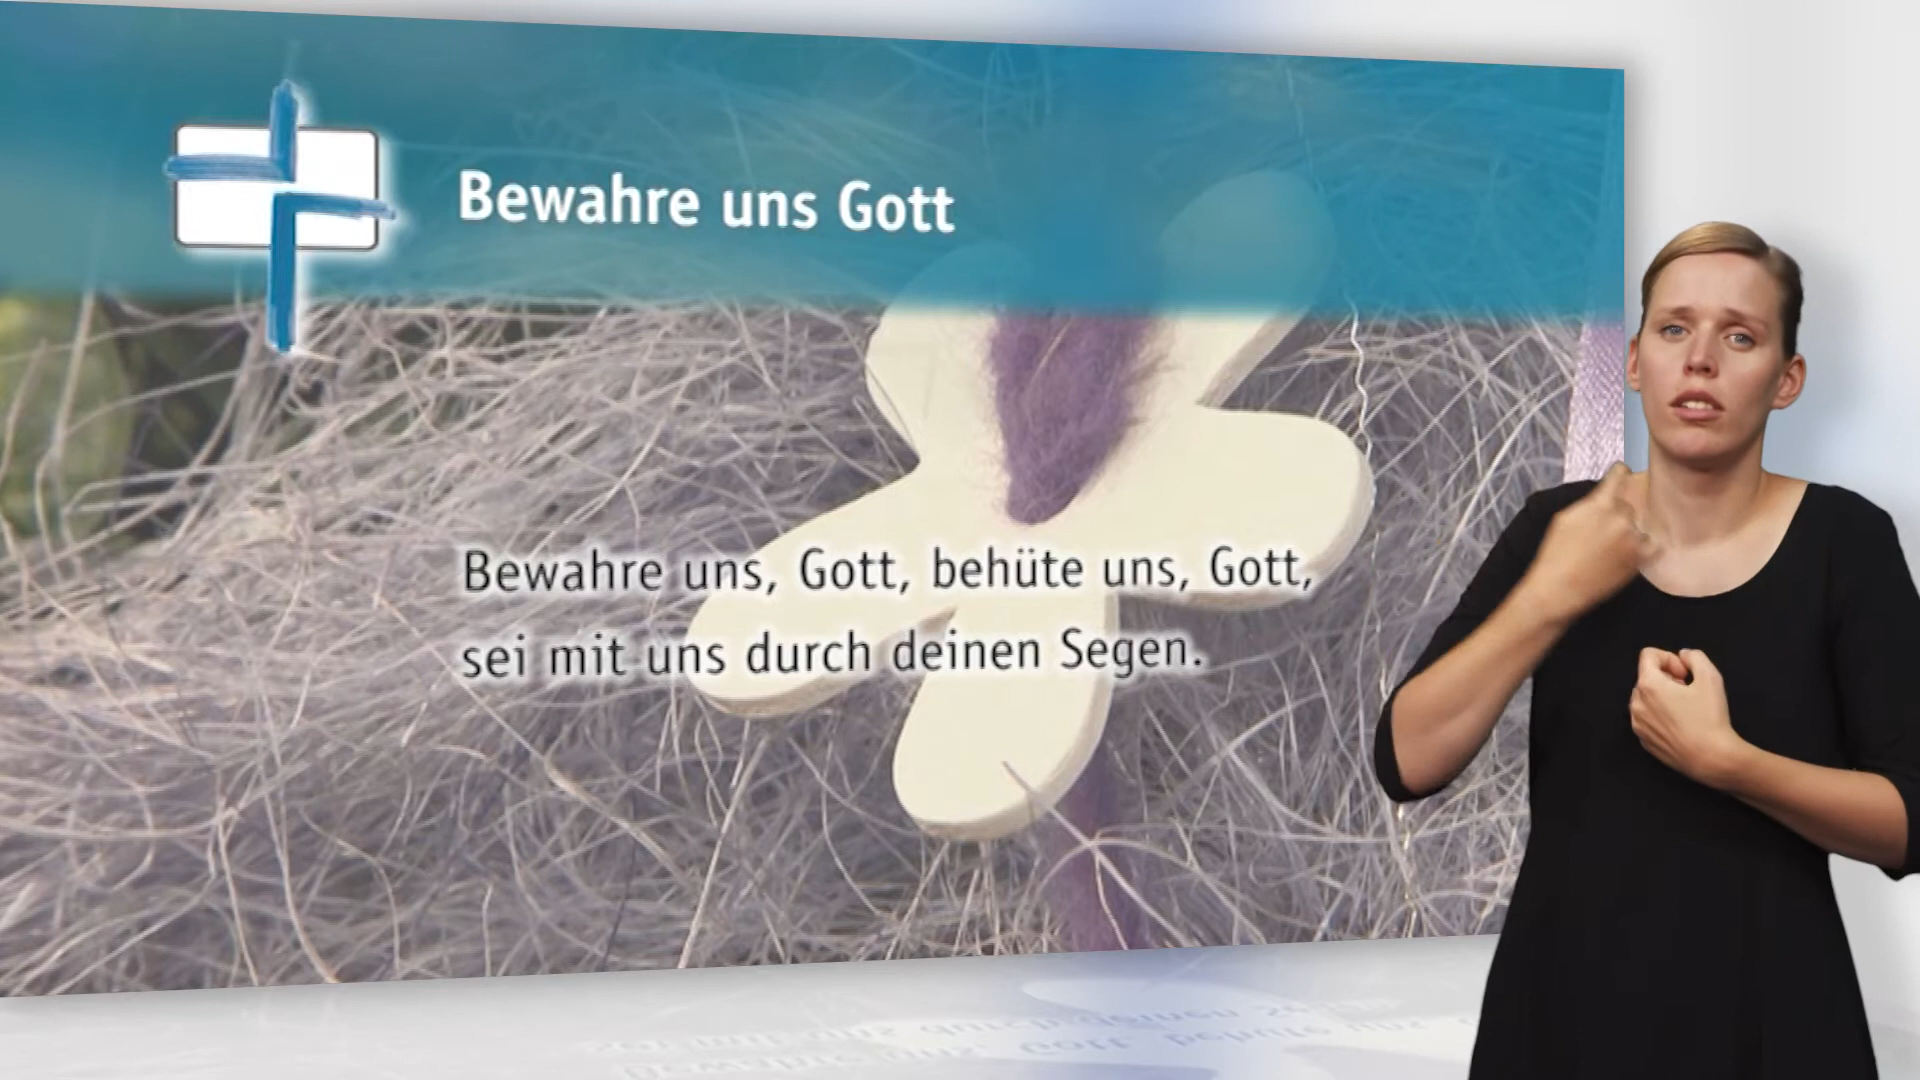 Bewahre uns Gott
Bewahre uns, Gott, behüte uns, Gott,
sei mit uns durch deinen Segen.